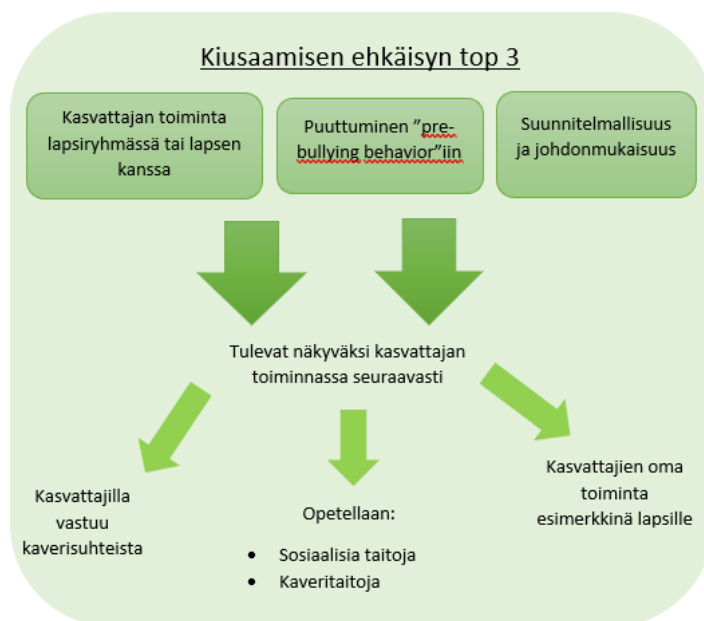 Kiusaamisen ehkäisyn top 3
Kasvattajan toiminta
lapsiryhmässä tai lapsen
kanssa
Puuttuminen ”pre-
bullying behavior”iin
Suunnitelmallisuus
ja johdonmukaisuus
Tulevat näkyväksi kasvattajan
toiminnassa seuraavasti
Kasvattajilla
vastuu
kaverisuhteista
Opetellaan:
• Sosiaalisia taitoja
• Kaveritaitoja
Kasvattajien oma
toiminta
esimerkkinä lapsille